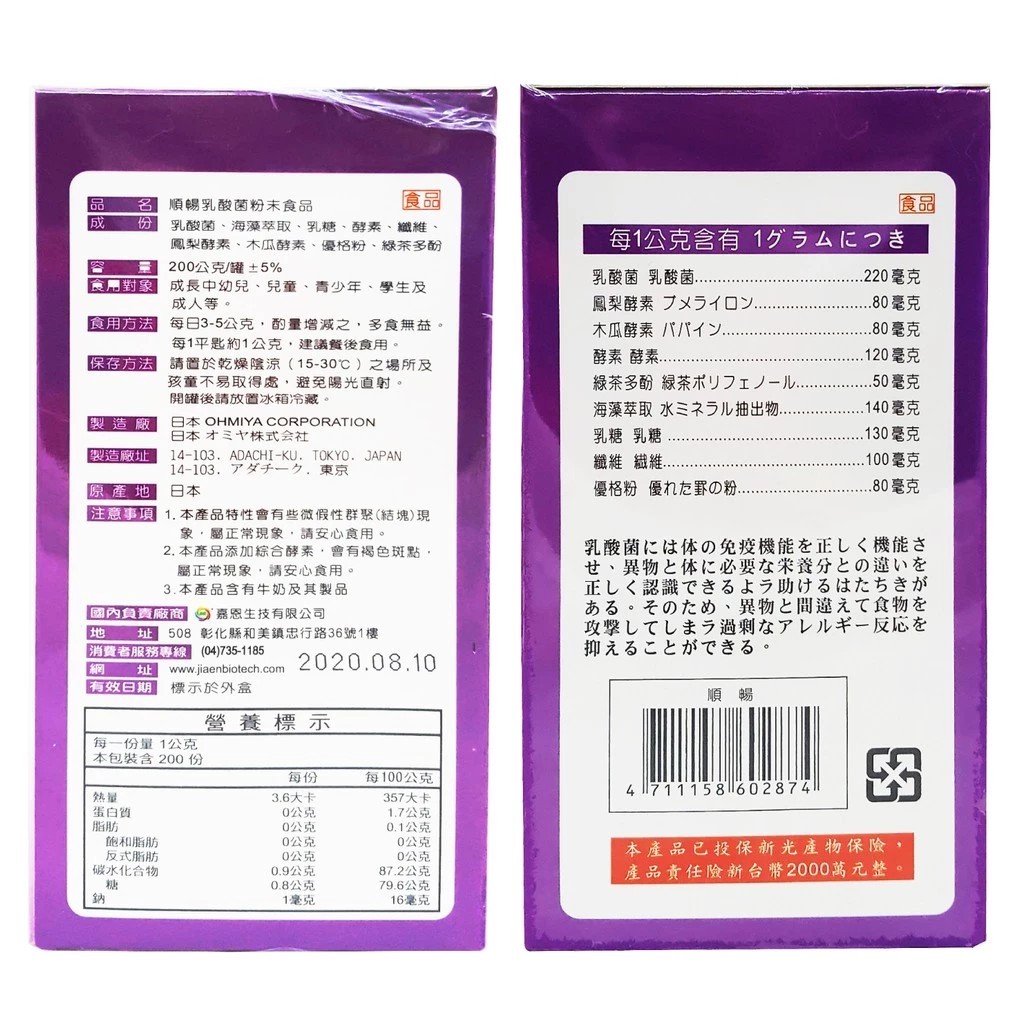 食品
品名 順暢乳酸菌粉末食品
成份 乳酸菌、海藻萃取、乳糖、酵素、纖維、
鳳梨酵素、木瓜酵素、優格粉、綠茶多酚
容量 200公克/罐±5%
食用對象 成長中幼兒、兒童、青少年、學生及
成人等。
食用方法 每日3-5公克，酌量增減之，多食無益。
每1平匙約1公克，建議餐後食用。
保存方法 請置於乾燥陰涼（15-30℃）之場所及
孩童不易取得處，避免陽光直射。
開罐後請放置冰箱冷藏。
製造廠 日本 OHMIYA CORPORATION
日本 オミヤ株式会社
製造廠址 14-103. ADACHI-KU. TOKYO. JAPAN
14-103. アダチーク. 東京
原產地 日本
注意事項 1. 本產品特性會有些微假性群聚(結塊)現
象，屬正常現象，請安心食用。
2. 本產品添加綜合酵素，會有褐色斑點，
屬正常現象，請安心食用。
3. 本產品含有牛奶及其製品
國內負責廠商 嘉恩生技有限公司
地址 508 彰化縣和美鎮忠行路36號1樓
消費者服務專線 (04)735-1185
網址 www.jiaenbiotech.com
2020.08.10
有效日期 標示於外盒
營養標示
每一份量 1公克
本包裝含 200 份
每份 每100公克
熱量 3.6大卡 357大卡
蛋白質 0公克 1.7公克
脂肪 0公克 0.1公克
飽和脂肪 0公克 0公克
反式脂肪 0公克 0公克
碳水化合物 0.9公克 87.2公克
糖 0.8公克 79.6公克
鈉 1毫克 16毫克
食品
每1公克含有 1グラムにつき
乳酸菌 乳酸菌........................220毫克
鳳梨酵素 プメライロン.................80毫克
木瓜酵素 パパイン......................80毫克
酵素 酵素.............................120毫克
綠茶多酚 緑茶ポリフェノール...........50毫克
海藻萃取 水ミネラル抽出物............140毫克
乳糖 乳糖............................130毫克
纖維 繊維............................100毫克
優格粉 優れた罫の粉...................80毫克
乳酸菌には体の免疫機能を正しく機能さ
せ、異物と体に必要な栄養分との違いを
正しく認識できるよラ助けるはたちきが
ある。そのため、異物と間違えて食物を
攻撃してしまラ過剰なアレルギー反応を
抑えることができる。
順暢
4 711158 602874
本產品已投保新光產物保險，
產品責任險新台幣2000萬元整。